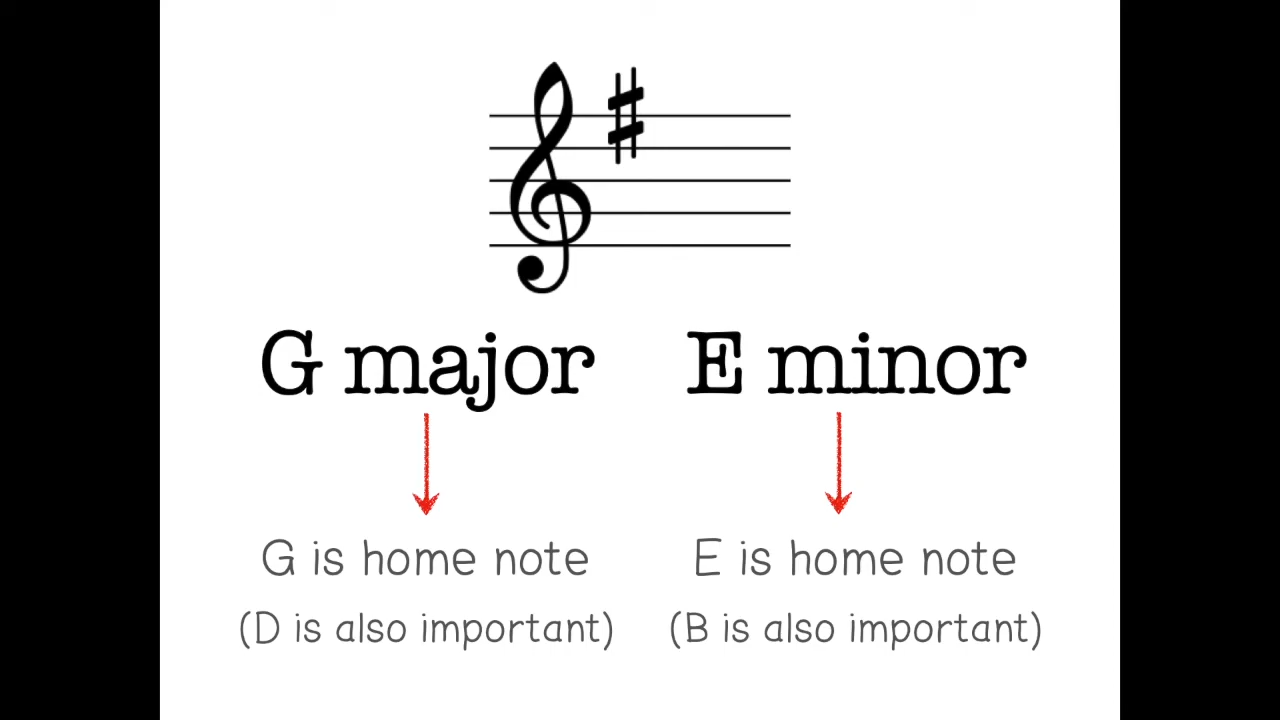 G major E minor
G is home note E is home note
(D is also important) (B is also important)